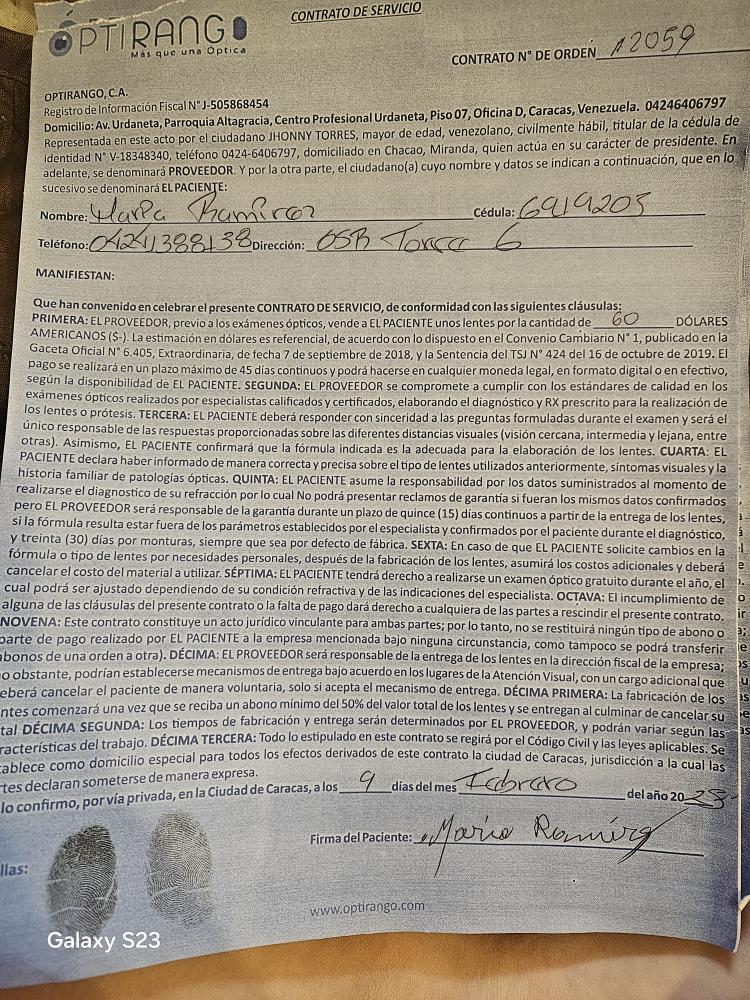 CONTRATO DE SERVICIO
ÓPTIRANGO
Más que una Óptica
CONTRATO N° DE ORDEN 12059
OPTIRANGO, C.A.
Registro de Información Fiscal N° J-505868454
Domicilio: Av. Urdaneta, Parroquia Altagracia, Centro Profesional Urdaneta, Piso 07, Oficina D, Caracas, Venezuela. 04246406797
Representada en este acto por el ciudadano JHONNY TORRES, mayor de edad, venezolano, civilmente hábil, titular de la cédula de
identidad N° V-18348340, teléfono 0424-6406797, domiciliado en Chacao, Miranda, quien actúa en su carácter de presidente. En
adelante, se denominará PROVEEDOR. Y por la otra parte, el ciudadano(a) cuyo nombre y datos se indican a continuación, que en lo
sucesivo se denominará EL PACIENTE:
Nombre: María Ramirez Cédula: 6919205
Teléfono: 04241388138 Dirección: OSR Torre 6
MANIFIESTAN:
Que han convenido en celebrar el presente CONTRATO DE SERVICIO, de conformidad con las siguientes cláusulas:
PRIMERA: EL PROVEEDOR, previo a los exámenes ópticos, vende a EL PACIENTE unos lentes por la cantidad de 60 DÓLARES
AMERICANOS ($-). La estimación en dólares es referencial, de acuerdo con lo dispuesto en el Convenio Cambiario N° 1, publicado en la
Gaceta Oficial N° 6.405, Extraordinaria, de fecha 7 de septiembre de 2018, y la Sentencia del TSJ N° 424 del 16 de octubre de 2019. El
pago se realizará en un plazo máximo de 45 días continuos y podrá hacerse en cualquier moneda legal, en formato digital o en efectivo,
según la disponibilidad de EL PACIENTE. SEGUNDA: EL PROVEEDOR se compromete a cumplir con los estándares de calidad en los
exámenes ópticos realizados por especialistas calificados y certificados, elaborando el diagnóstico y RX prescrito para la realización de
los lentes o prótesis. TERCERA: EL PACIENTE deberá responder con sinceridad a las preguntas formuladas durante el examen y será el
único responsable de las respuestas proporcionadas sobre las diferentes distancias visuales (visión cercana, intermedia y lejana, entre
otras). Asimismo, EL PACIENTE confirmará que la fórmula indicada es la adecuada para la elaboración de los lentes. CUARTA: EL
PACIENTE declara haber informado de manera correcta y precisa sobre el tipo de lentes utilizados anteriormente, síntomas visuales y la
historia familiar de patologías ópticas. QUINTA: EL PACIENTE asume la responsabilidad por los datos suministrados al momento de
realizarse el diagnostico de su refracción por lo cual No podrá presentar reclamos de garantía si fueran los mismos datos confirmados
pero EL PROVEEDOR será responsable de la garantía durante un plazo de quince (15) días continuos a partir de la entrega de los lentes,
si la fórmula resulta estar fuera de los parámetros establecidos por el especialista y confirmados por el paciente durante el diagnóstico,
y treinta (30) días por monturas, siempre que sea por defecto de fábrica. SEXTA: En caso de que EL PACIENTE solicite cambios en la
fórmula o tipo de lentes por necesidades personales, después de la fabricación de los lentes, asumirá los costos adicionales y deberá
cancelar el costo del material a utilizar. SÉPTIMA: EL PACIENTE tendrá derecho a realizarse un examen óptico gratuito durante el año, el
cual podrá ser ajustado dependiendo de su condición refractiva y de las indicaciones del especialista. OCTAVA: El incumplimiento de
alguna de las cláusulas del presente contrato o la falta de pago dará derecho a cualquiera de las partes a rescindir el presente contrato.
NOVENA: Este contrato constituye un acto jurídico vinculante para ambas partes; por lo tanto, no se restituirá ningún tipo de abono o
parte de pago realizado por EL PACIENTE a la empresa mencionada bajo ninguna circunstancia, como tampoco se podrá transferir
abonos de una orden a otra). DÉCIMA: EL PROVEEDOR será responsable de la entrega de los lentes en la dirección fiscal de la empresa;
o obstante, podrían establecerse mecanismos de entrega bajo acuerdo en los lugares de la Atención Visual, con un cargo adicional que
eberá cancelar el paciente de manera voluntaria, solo si acepta el mecanismo de entrega. DÉCIMA PRIMERA: La fabricación de los
ntes comenzará una vez que se reciba un abono mínimo del 50% del valor total de los lentes y se entregan al culminar de cancelar su
tal DÉCIMA SEGUNDA: Los tiempos de fabricación y entrega serán determinados por EL PROVEEDOR, y podrán variar según las
racterísticas del trabajo. DÉCIMA TERCERA: Todo lo estipulado en este contrato se regirá por el Código Civil y las leyes aplicables. Se
tablece como domicilio especial para todos los efectos derivados de este contrato la ciudad de Caracas, jurisdicción a la cual las
rtes declaran someterse de manera expresa.
lo confirmo, por vía privada, en la Ciudad de Caracas, a los 9 días del mes Febrero del año 20
Firma del Paciente: María Ramírez
llas:
www.optirango.com
Galaxy S23